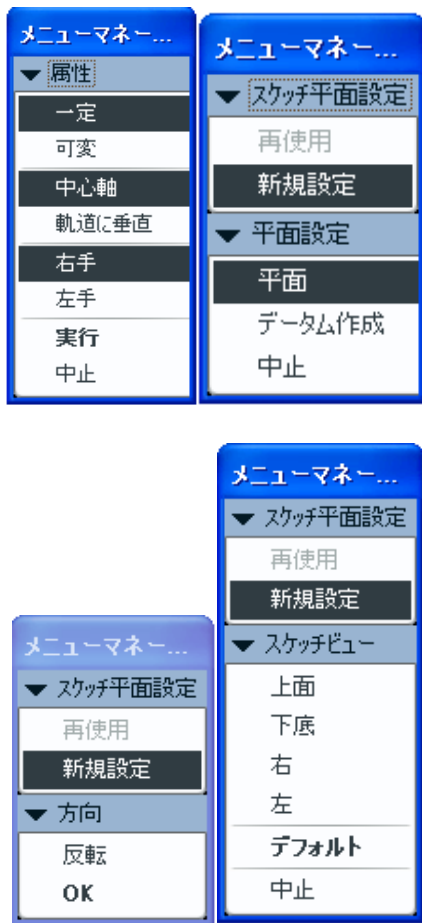 メニューマネー...
属性
一定
可変
中心軸
軌道に垂直
右手
左手
実行
中止
メニューマネー...
スケッチ平面設定
再使用
新規設定
平面設定
平面
データム作成
中止
メニューマネー...
スケッチ平面設定
再使用
新規設定
方向
反転
OK
メニューマネー...
スケッチ平面設定
再使用
新規設定
スケッチビュー
上面
下底
右
左
デフォルト
中止